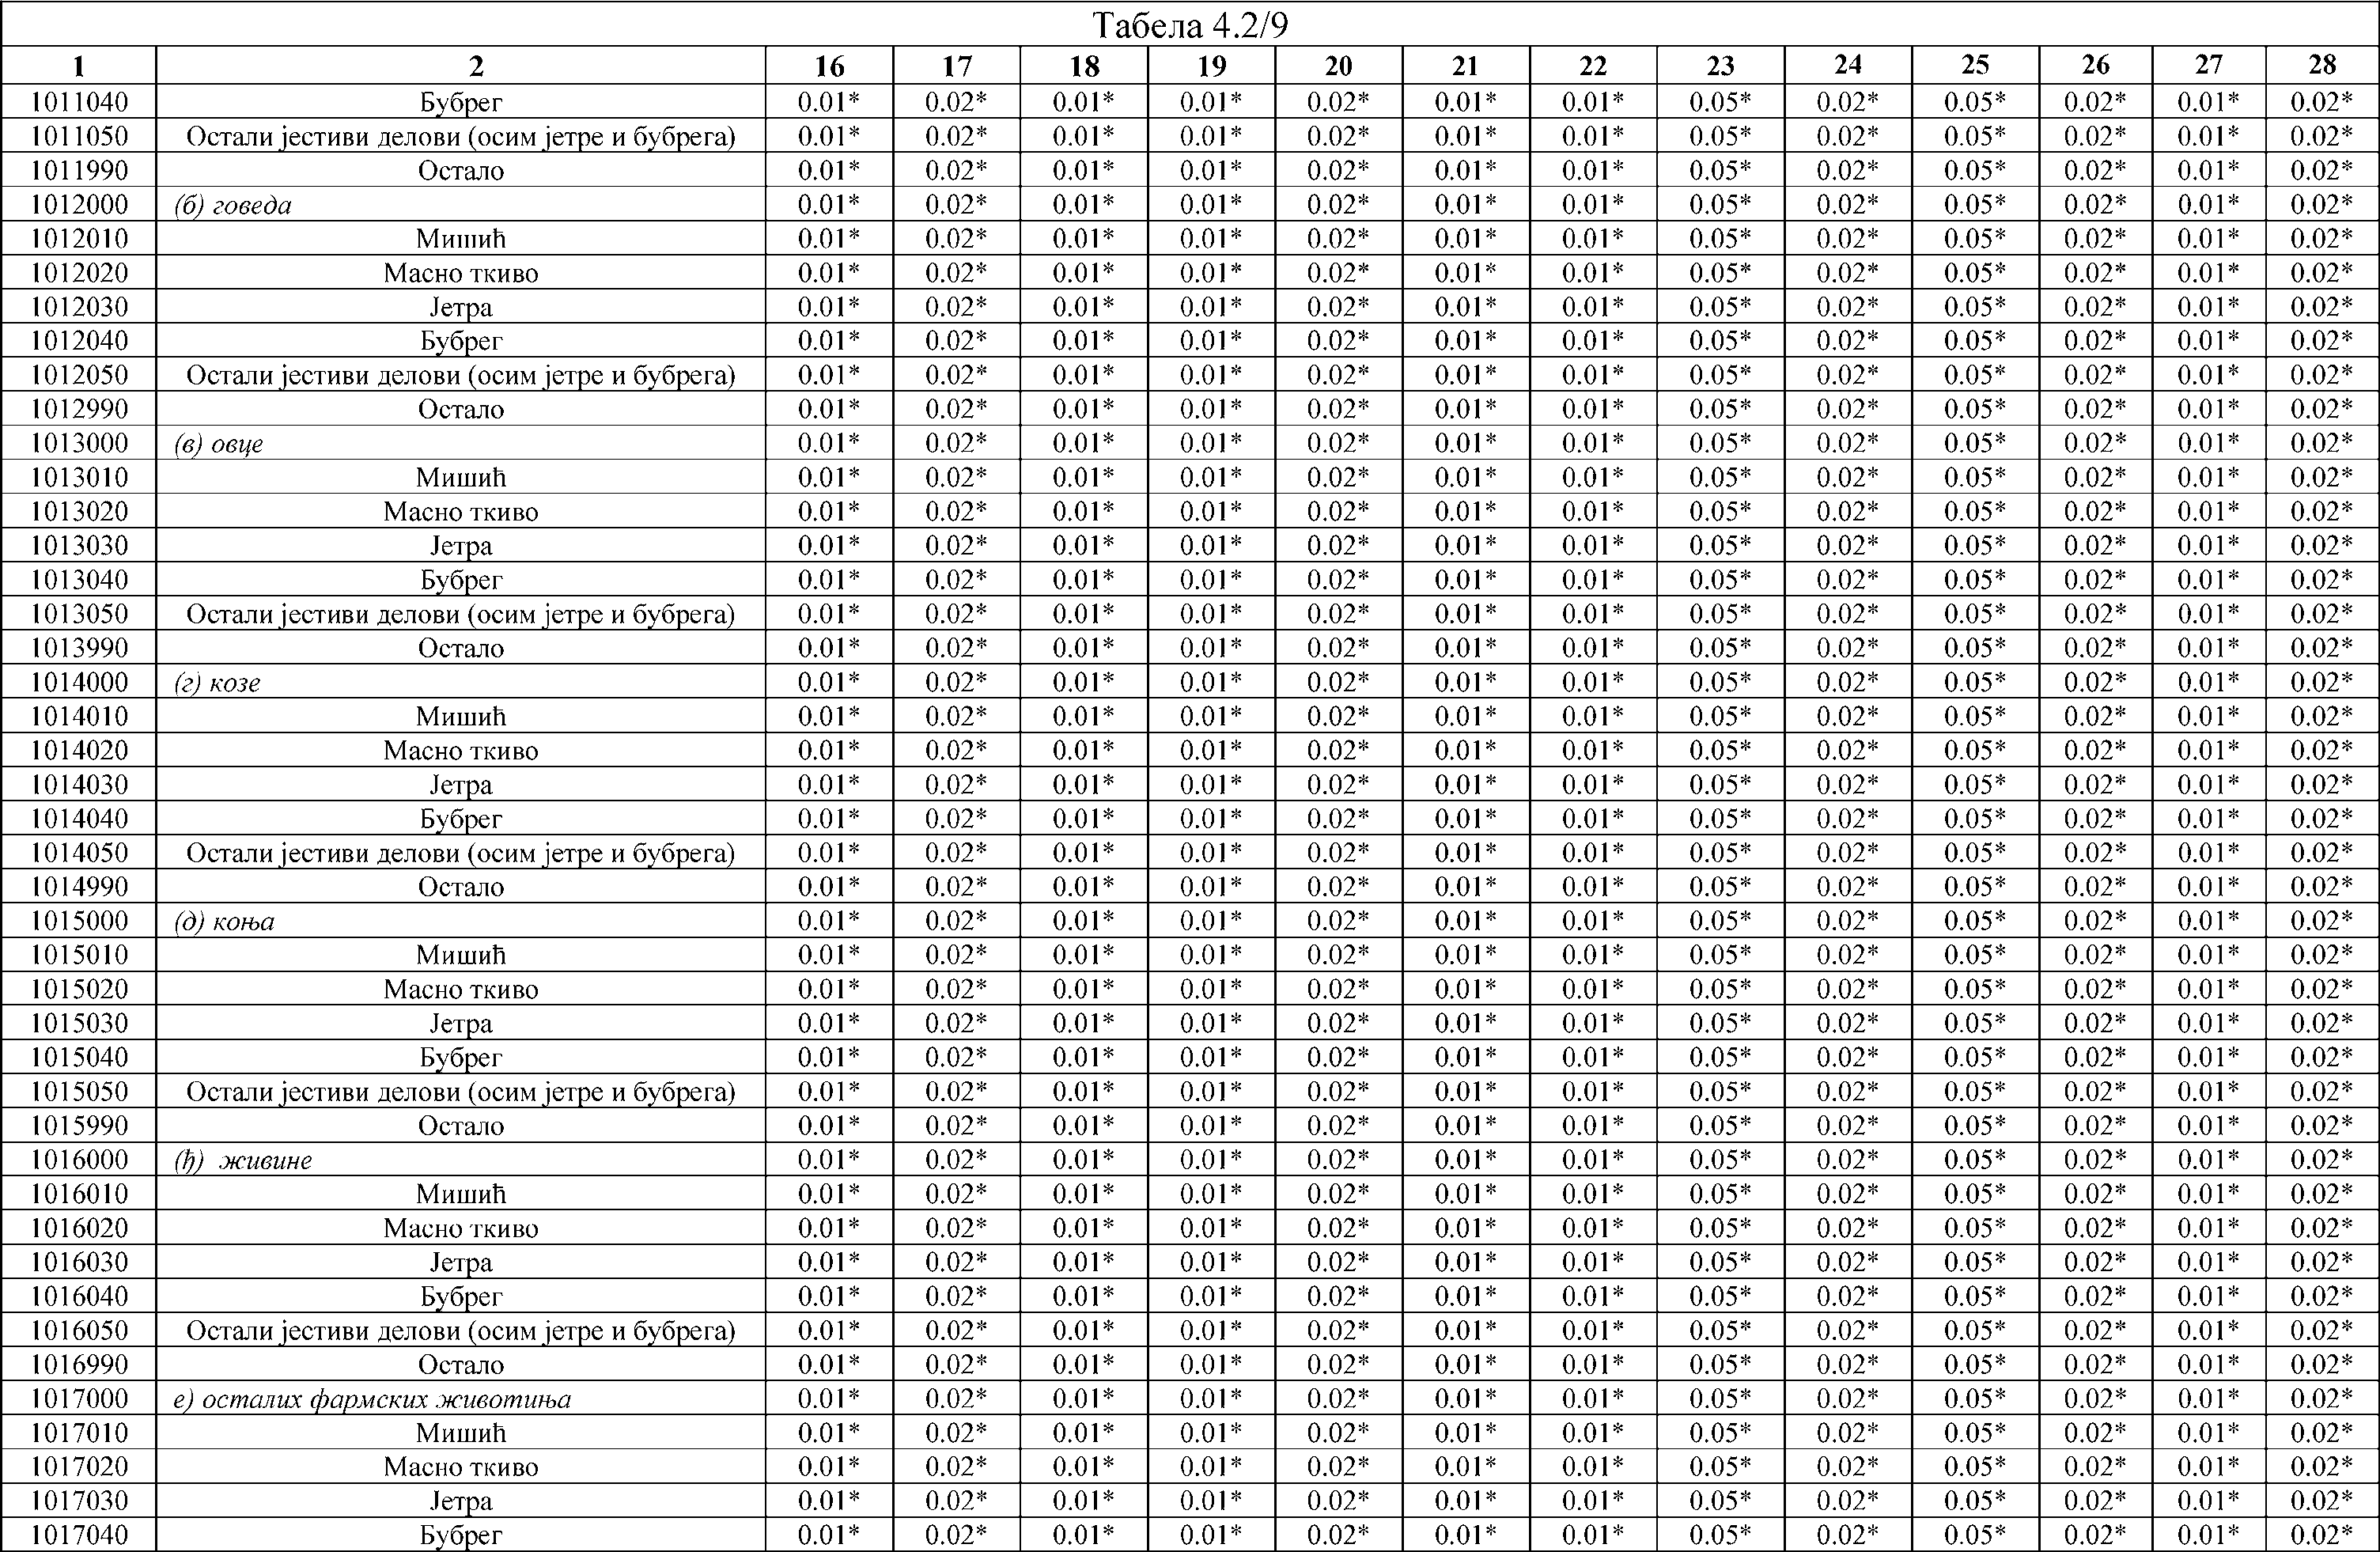 Табела 4.2/9
1 2 16 17 18 19 20 21 22 23 24 25 26 27 28
1011040 Бубрег 0.01* 0.02* 0.01* 0.01* 0.02* 0.01* 0.01* 0.05* 0.02* 0.05* 0.02* 0.01* 0.02*
1011050 Остали јестиви делови (осим јетре и бубрега) 0.01* 0.02* 0.01* 0.01* 0.02* 0.01* 0.01* 0.05* 0.02* 0.05* 0.02* 0.01* 0.02*
1011990 Остало 0.01* 0.02* 0.01* 0.01* 0.02* 0.01* 0.01* 0.05* 0.02* 0.05* 0.02* 0.01* 0.02*
1012000 (б) говеда 0.01* 0.02* 0.01* 0.01* 0.02* 0.01* 0.01* 0.05* 0.02* 0.05* 0.02* 0.01* 0.02*
1012010 Мишић 0.01* 0.02* 0.01* 0.01* 0.02* 0.01* 0.01* 0.05* 0.02* 0.05* 0.02* 0.01* 0.02*
1012020 Масно ткиво 0.01* 0.02* 0.01* 0.01* 0.02* 0.01* 0.01* 0.05* 0.02* 0.05* 0.02* 0.01* 0.02*
1012030 Јетра 0.01* 0.02* 0.01* 0.01* 0.02* 0.01* 0.01* 0.05* 0.02* 0.05* 0.02* 0.01* 0.02*
1012040 Бубрег 0.01* 0.02* 0.01* 0.01* 0.02* 0.01* 0.01* 0.05* 0.02* 0.05* 0.02* 0.01* 0.02*
1012050 Остали јестиви делови (осим јетре и бубрега) 0.01* 0.02* 0.01* 0.01* 0.02* 0.01* 0.01* 0.05* 0.02* 0.05* 0.02* 0.01* 0.02*
1012990 Остало 0.01* 0.02* 0.01* 0.01* 0.02* 0.01* 0.01* 0.05* 0.02* 0.05* 0.02* 0.01* 0.02*
1013000 (в) овце 0.01* 0.02* 0.01* 0.01* 0.02* 0.01* 0.01* 0.05* 0.02* 0.05* 0.02* 0.01* 0.02*
1013010 Мишић 0.01* 0.02* 0.01* 0.01* 0.02* 0.01* 0.01* 0.05* 0.02* 0.05* 0.02* 0.01* 0.02*
1013020 Масно ткиво 0.01* 0.02* 0.01* 0.01* 0.02* 0.01* 0.01* 0.05* 0.02* 0.05* 0.02* 0.01* 0.02*
1013030 Јетра 0.01* 0.02* 0.01* 0.01* 0.02* 0.01* 0.01* 0.05* 0.02* 0.05* 0.02* 0.01* 0.02*
1013040 Бубрег 0.01* 0.02* 0.01* 0.01* 0.02* 0.01* 0.01* 0.05* 0.02* 0.05* 0.02* 0.01* 0.02*
1013050 Остали јестиви делови (осим јетре и бубрега) 0.01* 0.02* 0.01* 0.01* 0.02* 0.01* 0.01* 0.05* 0.02* 0.05* 0.02* 0.01* 0.02*
1013990 Остало 0.01* 0.02* 0.01* 0.01* 0.02* 0.01* 0.01* 0.05* 0.02* 0.05* 0.02* 0.01* 0.02*
1014000 (г) козе 0.01* 0.02* 0.01* 0.01* 0.02* 0.01* 0.01* 0.05* 0.02* 0.05* 0.02* 0.01* 0.02*
1014010 Мишић 0.01* 0.02* 0.01* 0.01* 0.02* 0.01* 0.01* 0.05* 0.02* 0.05* 0.02* 0.01* 0.02*
1014020 Масно ткиво 0.01* 0.02* 0.01* 0.01* 0.02* 0.01* 0.01* 0.05* 0.02* 0.05* 0.02* 0.01* 0.02*
1014030 Јетра 0.01* 0.02* 0.01* 0.01* 0.02* 0.01* 0.01* 0.05* 0.02* 0.05* 0.02* 0.01* 0.02*
1014040 Бубрег 0.01* 0.02* 0.01* 0.01* 0.02* 0.01* 0.01* 0.05* 0.02* 0.05* 0.02* 0.01* 0.02*
1014050 Остали јестиви делови (осим јетре и бубрега) 0.01* 0.02* 0.01* 0.01* 0.02* 0.01* 0.01* 0.05* 0.02* 0.05* 0.02* 0.01* 0.02*
1014990 Остало 0.01* 0.02* 0.01* 0.01* 0.02* 0.01* 0.01* 0.05* 0.02* 0.05* 0.02* 0.01* 0.02*
1015000 (д) коња 0.01* 0.02* 0.01* 0.01* 0.02* 0.01* 0.01* 0.05* 0.02* 0.05* 0.02* 0.01* 0.02*
1015010 Мишић 0.01* 0.02* 0.01* 0.01* 0.02* 0.01* 0.01* 0.05* 0.02* 0.05* 0.02* 0.01* 0.02*
1015020 Масно ткиво 0.01* 0.02* 0.01* 0.01* 0.02* 0.01* 0.01* 0.05* 0.02* 0.05* 0.02* 0.01* 0.02*
1015030 Јетра 0.01* 0.02* 0.01* 0.01* 0.02* 0.01* 0.01* 0.05* 0.02* 0.05* 0.02* 0.01* 0.02*
1015040 Бубрег 0.01* 0.02* 0.01* 0.01* 0.02* 0.01* 0.01* 0.05* 0.02* 0.05* 0.02* 0.01* 0.02*
1015050 Остали јестиви делови (осим јетре и бубрега) 0.01* 0.02* 0.01* 0.01* 0.02* 0.01* 0.01* 0.05* 0.02* 0.05* 0.02* 0.01* 0.02*
1015990 Остало 0.01* 0.02* 0.01* 0.01* 0.02* 0.01* 0.01* 0.05* 0.02* 0.05* 0.02* 0.01* 0.02*
1016000 (ђ) живине 0.01* 0.02* 0.01* 0.01* 0.02* 0.01* 0.01* 0.05* 0.02* 0.05* 0.02* 0.01* 0.02*
1016010 Мишић 0.01* 0.02* 0.01* 0.01* 0.02* 0.01* 0.01* 0.05* 0.02* 0.05* 0.02* 0.01* 0.02*
1016020 Масно ткиво 0.01* 0.02* 0.01* 0.01* 0.02* 0.01* 0.01* 0.05* 0.02* 0.05* 0.02* 0.01* 0.02*
1016030 Јетра 0.01* 0.02* 0.01* 0.01* 0.02* 0.01* 0.01* 0.05* 0.02* 0.05* 0.02* 0.01* 0.02*
1016040 Бубрег 0.01* 0.02* 0.01* 0.01* 0.02* 0.01* 0.01* 0.05* 0.02* 0.05* 0.02* 0.01* 0.02*
1016050 Остали јестиви делови (осим јетре и бубрега) 0.01* 0.02* 0.01* 0.01* 0.02* 0.01* 0.01* 0.05* 0.02* 0.05* 0.02* 0.01* 0.02*
1016990 Остало 0.01* 0.02* 0.01* 0.01* 0.02* 0.01* 0.01* 0.05* 0.02* 0.05* 0.02* 0.01* 0.02*
1017000 е) осталих фармских животиња 0.01* 0.02* 0.01* 0.01* 0.02* 0.01* 0.01* 0.05* 0.02* 0.05* 0.02* 0.01* 0.02*
1017010 Мишић 0.01* 0.02* 0.01* 0.01* 0.02* 0.01* 0.01* 0.05* 0.02* 0.05* 0.02* 0.01* 0.02*
1017020 Масно ткиво 0.01* 0.02* 0.01* 0.01* 0.02* 0.01* 0.01* 0.05* 0.02* 0.05* 0.02* 0.01* 0.02*
1017030 Јетра 0.01* 0.02* 0.01* 0.01* 0.02* 0.01* 0.01* 0.05* 0.02* 0.05* 0.02* 0.01* 0.02*
1017040 Бубрег 0.01* 0.02* 0.01* 0.01* 0.02* 0.01* 0.01* 0.05* 0.02* 0.05* 0.02* 0.01* 0.02*